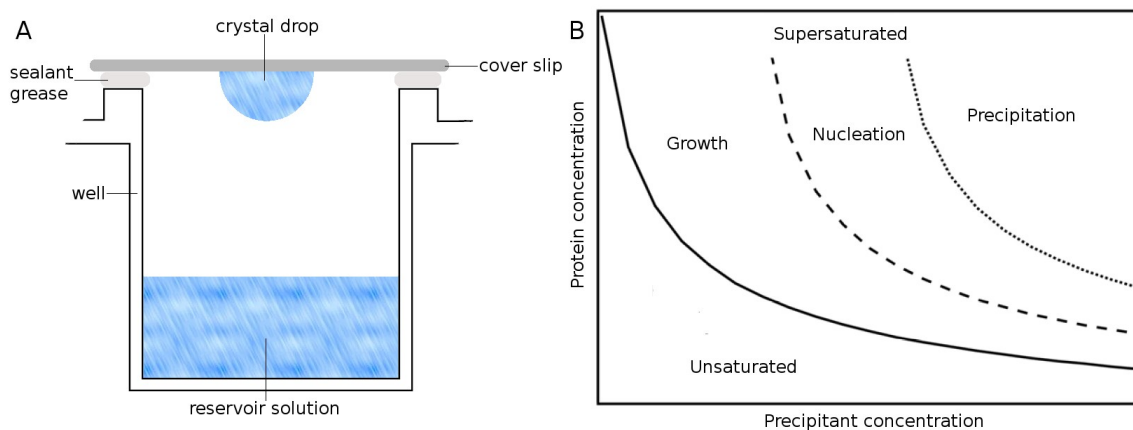 A
crystal drop
cover slip
sealant
grease
well
reservoir solution
B
Supersaturated
Precipitation
Nucleation
Growth
Unsaturated
Protein concentration
Precipitant concentration